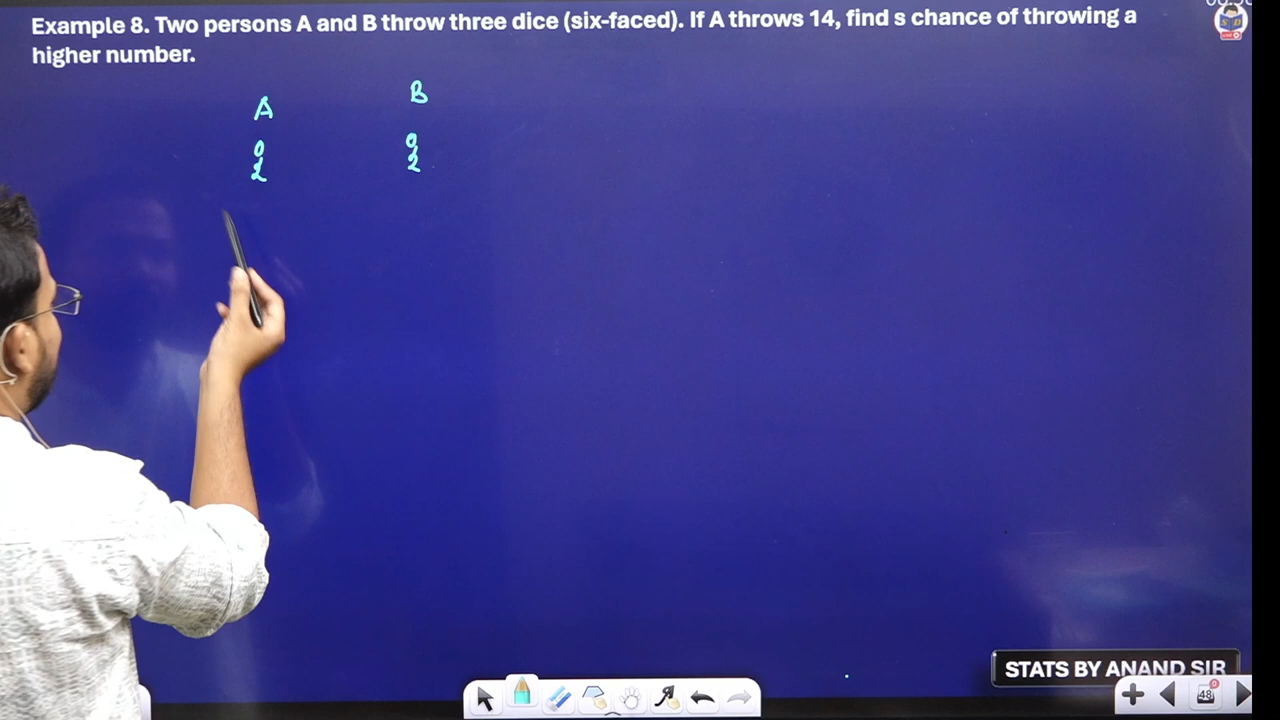 Example 8. Two persons A and B throw three dice (six-faced). If A throws 14, find s chance of throwing a
higher number.
A B
STATS BY ANAND SIR
48